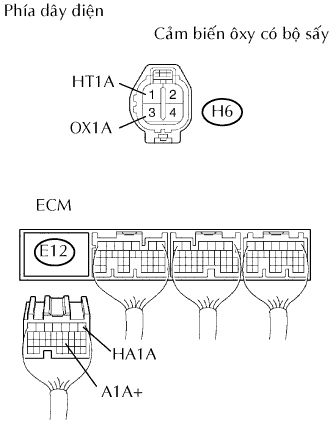 Phía dây điện
Cảm biến ôxy có bộ sấy
HT1A
1 2
3 4
OX1A
H6
ECM
E12
HA1A
A1A+